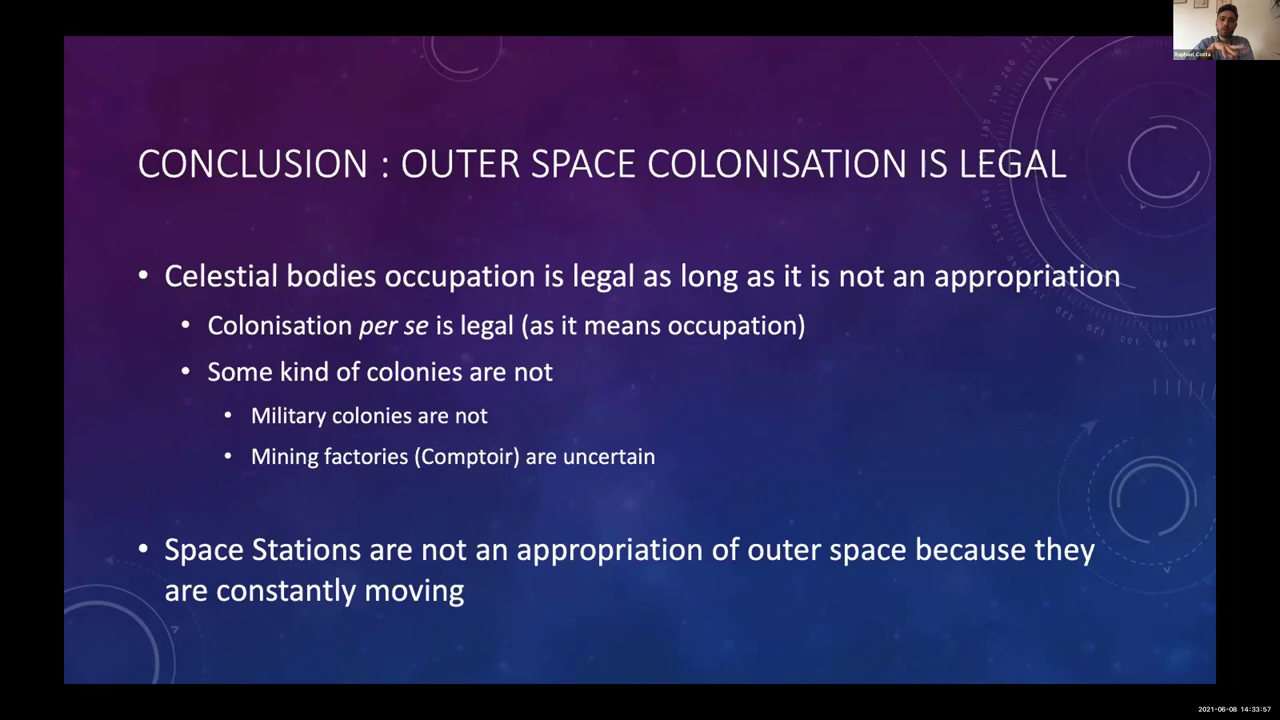 Raphaël Costa
CONCLUSION : OUTER SPACE COLONISATION IS LEGAL
• Celestial bodies occupation is legal as long as it is not an appropriation
• Colonisation per se is legal (as it means occupation)
• Some kind of colonies are not
• Military colonies are not
• Mining factories (Comptoir) are uncertain
• Space Stations are not an appropriation of outer space because they
are constantly moving
2021-06-08 14:33:57